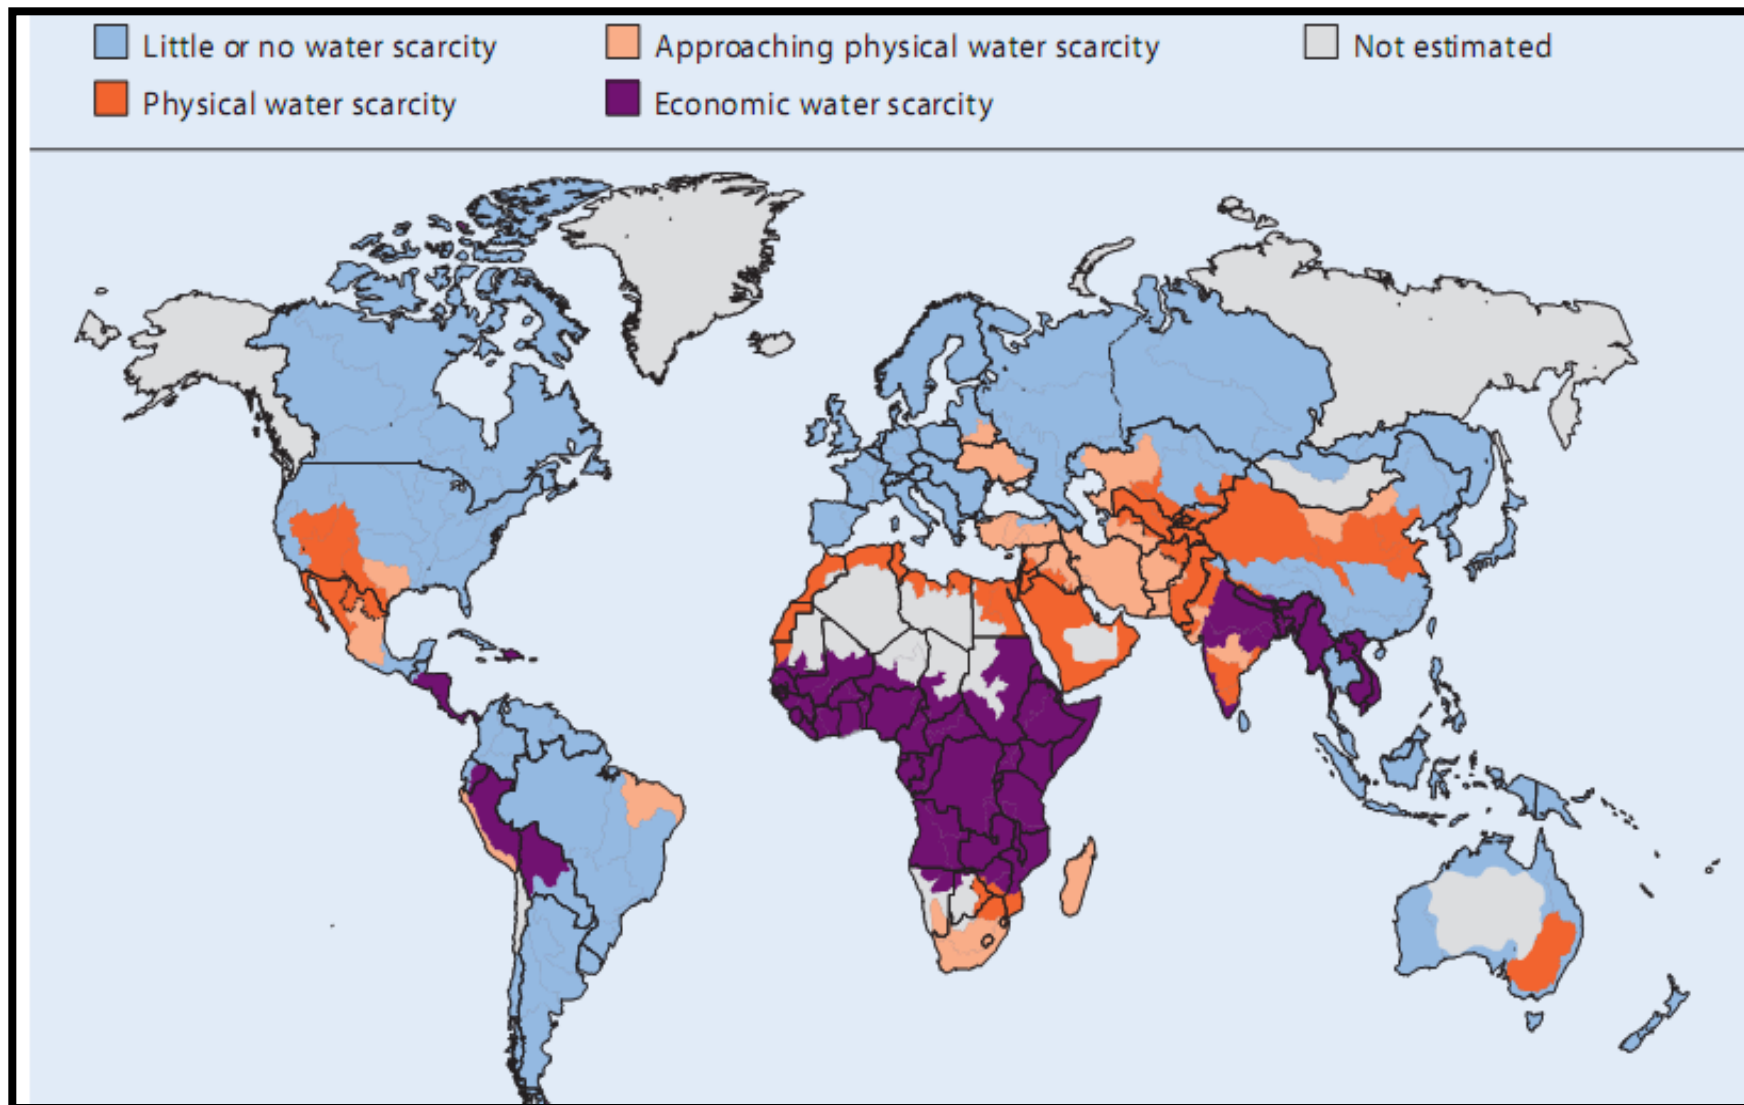 Little or no water scarcity
Approaching physical water scarcity
Not estimated
Physical water scarcity
Economic water scarcity